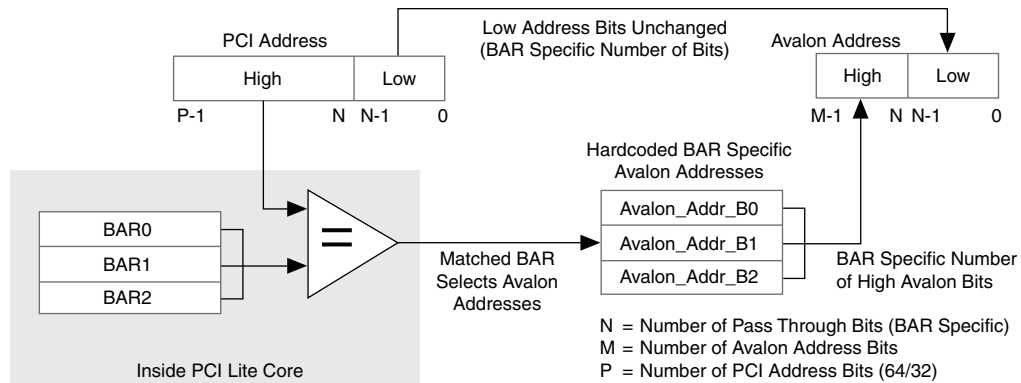 Low Address Bits Unchanged
(BAR Specific Number of Bits)
PCI Address
Avalon Address
High
Low
High
Low
P-1
N
N-1
0
M-1
N
N-1
0
Hardcoded BAR Specific
Avalon Addresses
BAR0
BAR1
BAR2
=
Avalon_Addr_B0
Avalon_Addr_B1
Avalon_Addr_B2
Matched BAR
Selects Avalon
Addresses
BAR Specific Number
of High Avalon Bits
Inside PCI Lite Core
N = Number of Pass Through Bits (BAR Specific)
M = Number of Avalon Address Bits
P = Number of PCI Address Bits (64/32)